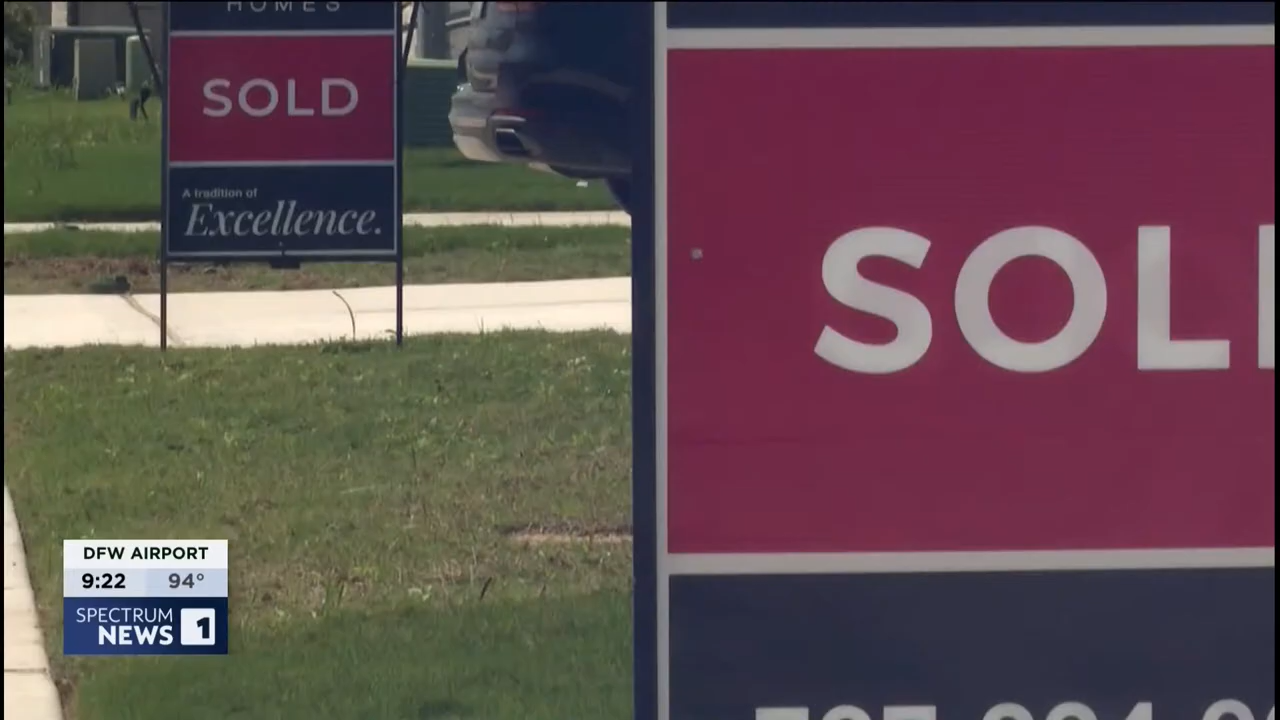 HOMES
SOLD
A tradition of
Excellence.
SOL
DFW AIRPORT
9:22 94°
SPECTRUM
NEWS 1